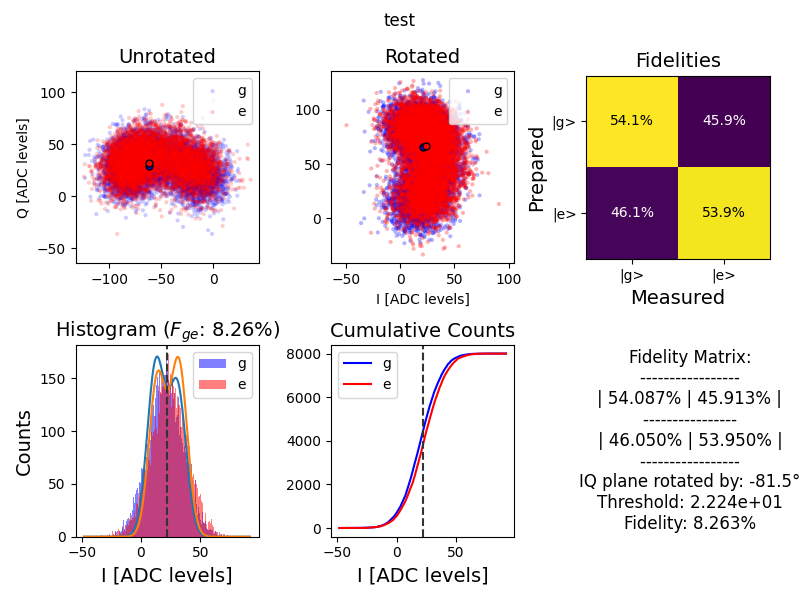 test
Unrotated
Q [ADC levels]
100
50
0
−50
−100
−50
0
g
e
Rotated
100
50
0
−50
0
50
100
I [ADC levels]
g
e
Fidelities
Prepared
|g>
|e>
54.1%
45.9%
46.1%
53.9%
|g>
|e>
Measured
Histogram (Fge: 8.26%)
Counts
150
100
50
0
−50
0
50
I [ADC levels]
g
e
Cumulative Counts
8000
6000
4000
2000
0
−50
0
50
I [ADC levels]
g
e
Fidelity Matrix:
-----------------
| 54.087% | 45.913% |
----------------
| 46.050% | 53.950% |
-----------------
IQ plane rotated by: -81.5°
Threshold: 2.224e+01
Fidelity: 8.263%